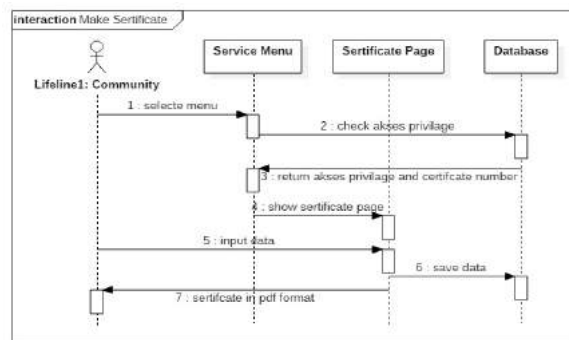 interaction Make Sertificate
Service Menu
Sertificate Page
Database
Lifeline1: Community
1 : selecte menu
2 : check akses privilage
3 : return akses privilage and certifcate number
4 : show sertificate page
5 : input data
6 : save data
7 : sertifcate in pdf format